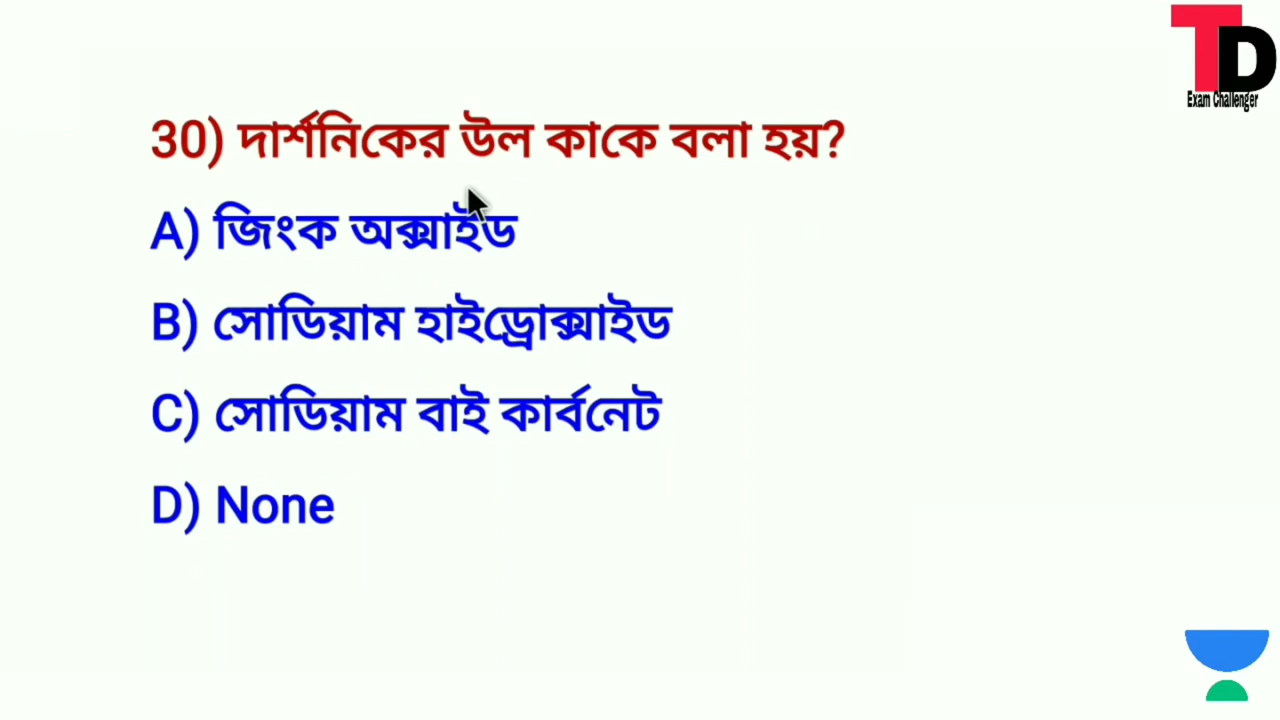 TD
Exam Challenger
30) দার্শনিকের উল কাকে বলা হয়?
A) জিংক অক্সাইড
B) সোডিয়াম হাইড্রোক্সাইড
C) সোডিয়াম বাই কার্বনেট
D) None